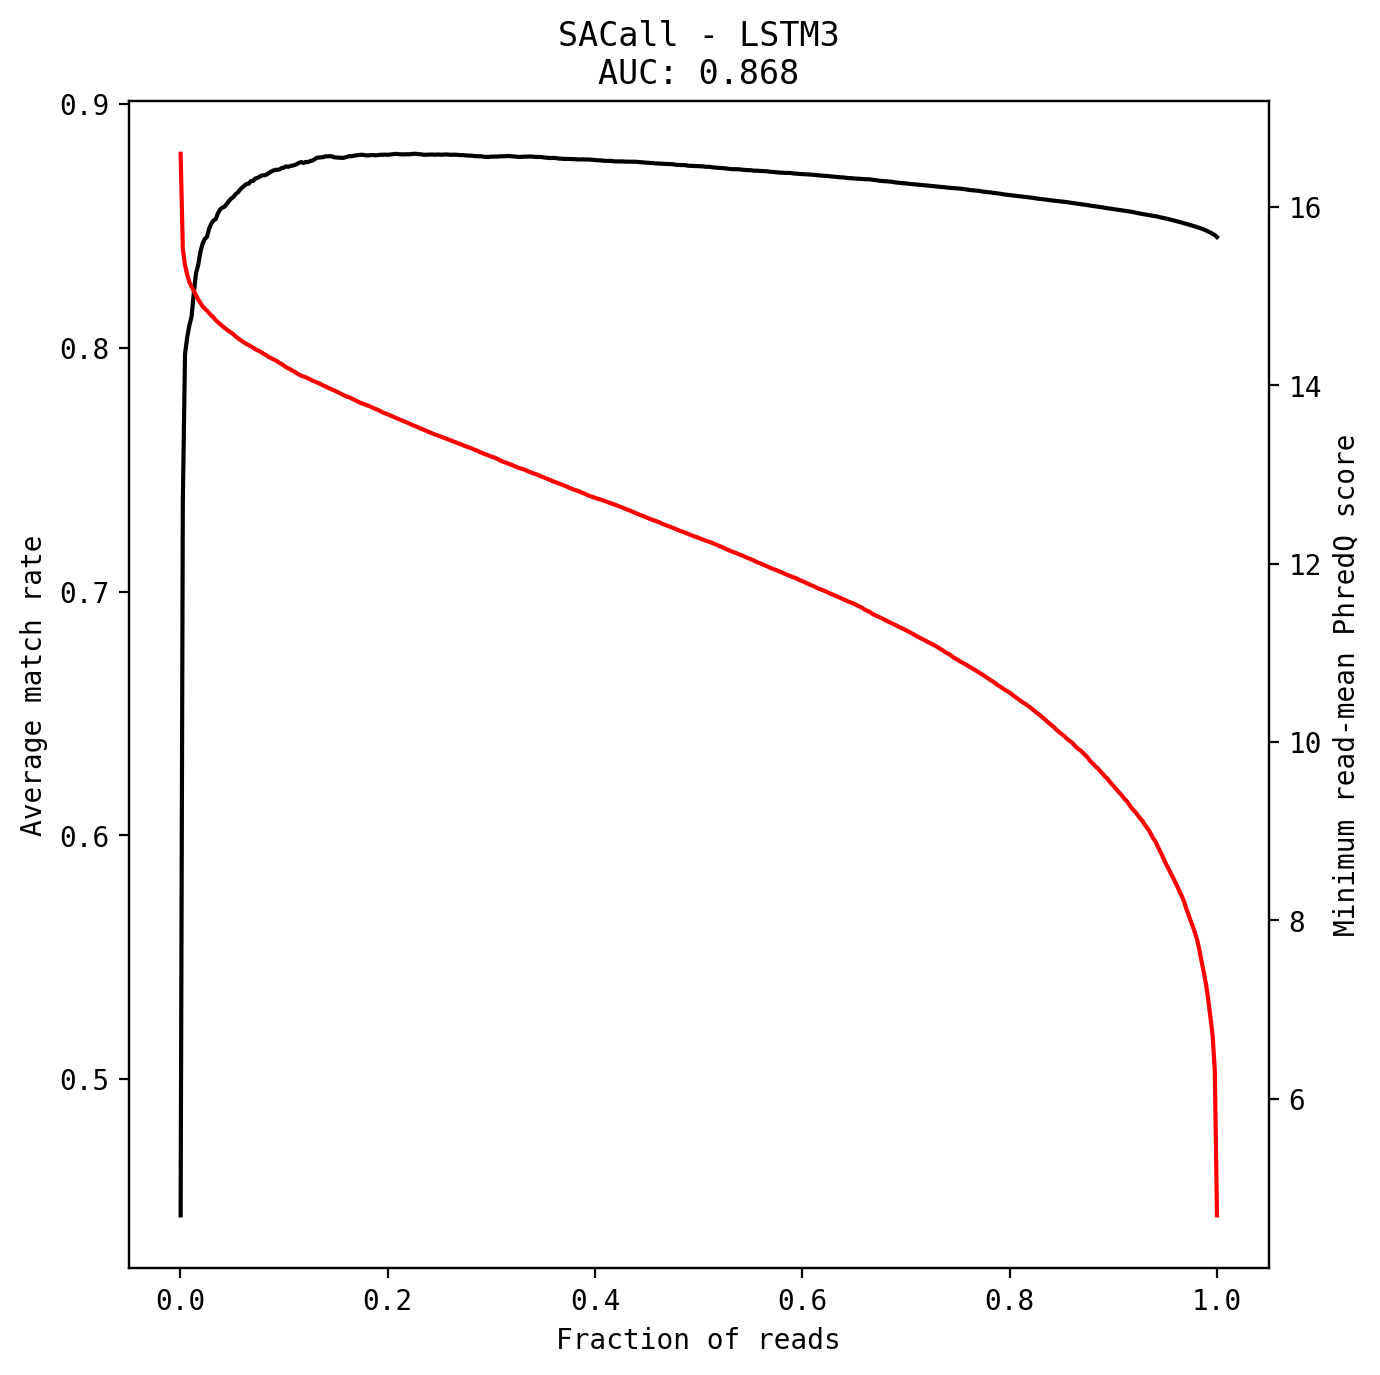 SACall - LSTM3
AUC: 0.868
0.9
0.8
0.7
0.6
0.5
Average match rate
16
14
12
10
8
6
Minimum read-mean PhredQ score
0.0 0.2 0.4 0.6 0.8 1.0
Fraction of reads